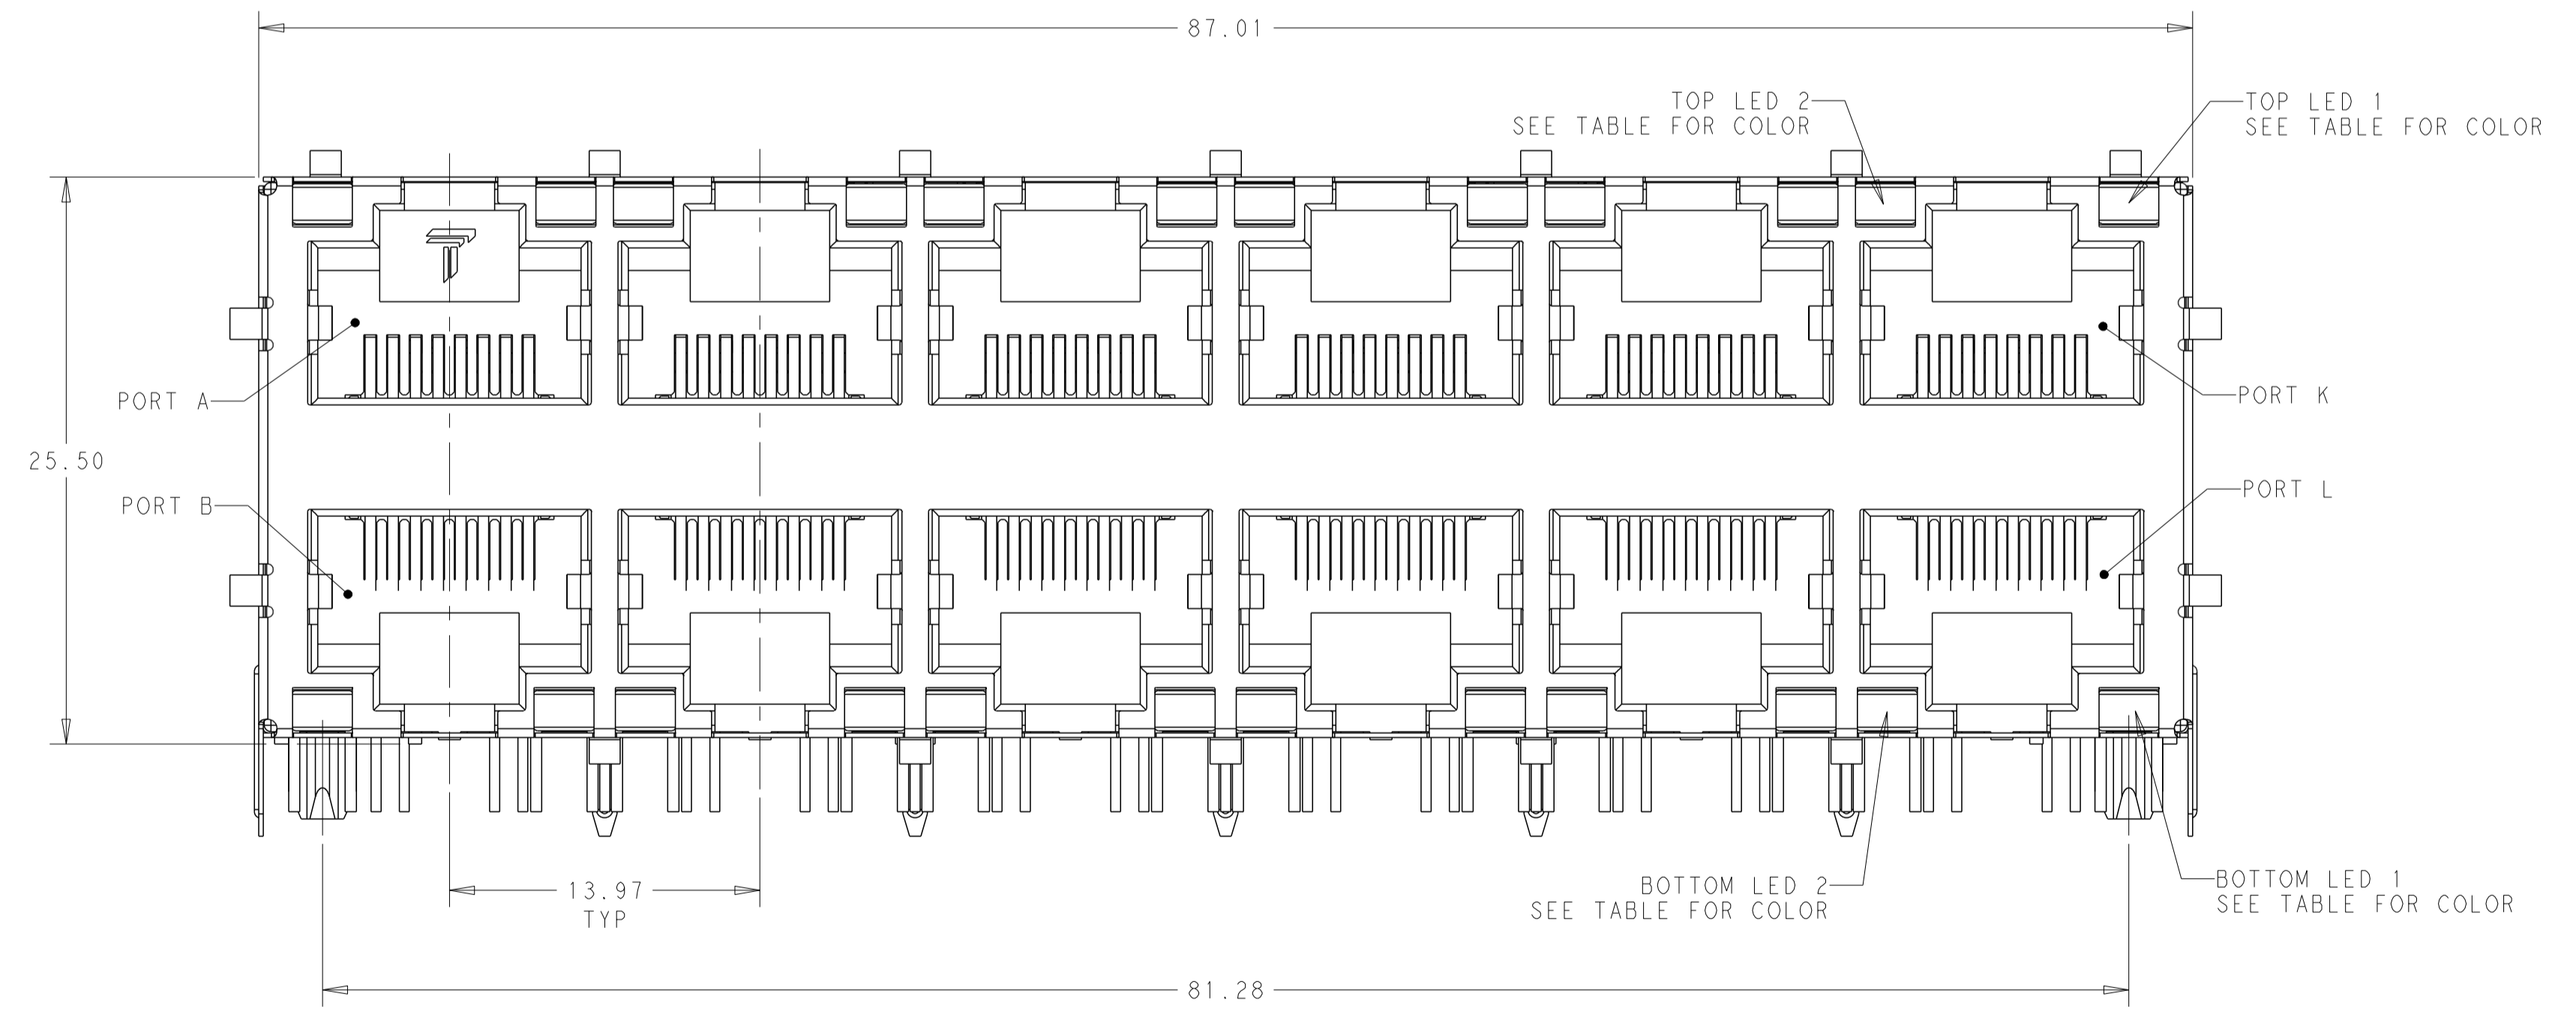 87.01
TOP LED 2
SEE TABLE FOR COLOR
TOP LED 1
SEE TABLE FOR COLOR
PORT A
PORT K
25.50
PORT B
PORT L
13.97
TYP
BOTTOM LED 2
SEE TABLE FOR COLOR
BOTTOM LED 1
SEE TABLE FOR COLOR
81.28